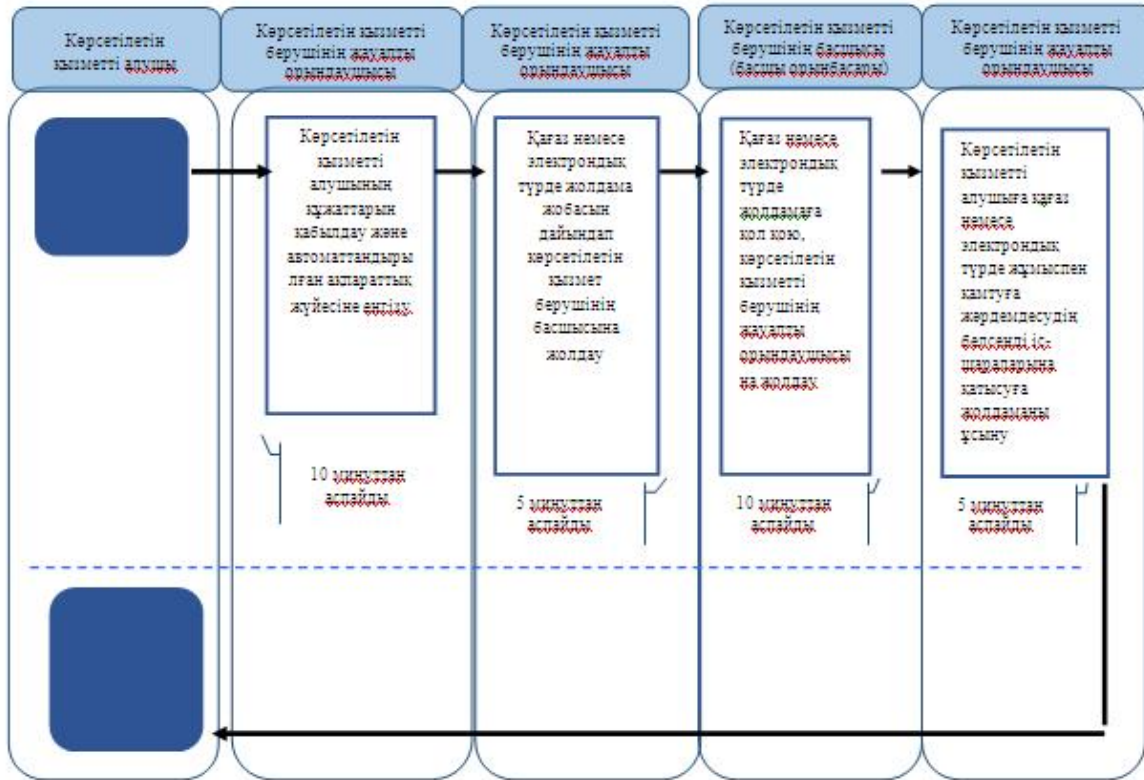 Көрсетілетін
қызметті алушы
Көрсетілетін қызметті
берушінің жауапты
орындаушысы
Көрсетілетін қызметті
берушінің жауапты
орындаушысы
Көрсетілетін қызметті
берушінің басшысы
(басшы орынбасары)
Көрсетілетін қызметті
берушінің жауапты
орындаушысы
Көрсетілетін
қызметті
алушының
құжаттарын
қабылдау және
автоматтандыры
лған ақпараттық
жүйесіне енгізу
10 минуттан
аспайды
Қағаз немесе
электрондық
түрде жолдама
жобасын
дайындап
көрсетілетін
қызмет
берушінің
басшысына
жолдау
5 минуттан
аспайды
Қағаз немесе
электрондық
түрде
жолдамаға
қол қою,
көрсетілетін
қызметті
берушінің
жауапты
орындаушысы
на жолдау
10 минуттан
аспайды
Көрсетілетін
қызметті
алушыға қағаз
немесе
электрондық
түрде жұмыспен
қамтуға
жәрдемдесудің
белсенді іс-
шараларына
қатысуға
жолдаманы
ұсыну
5 минуттан
аспайды